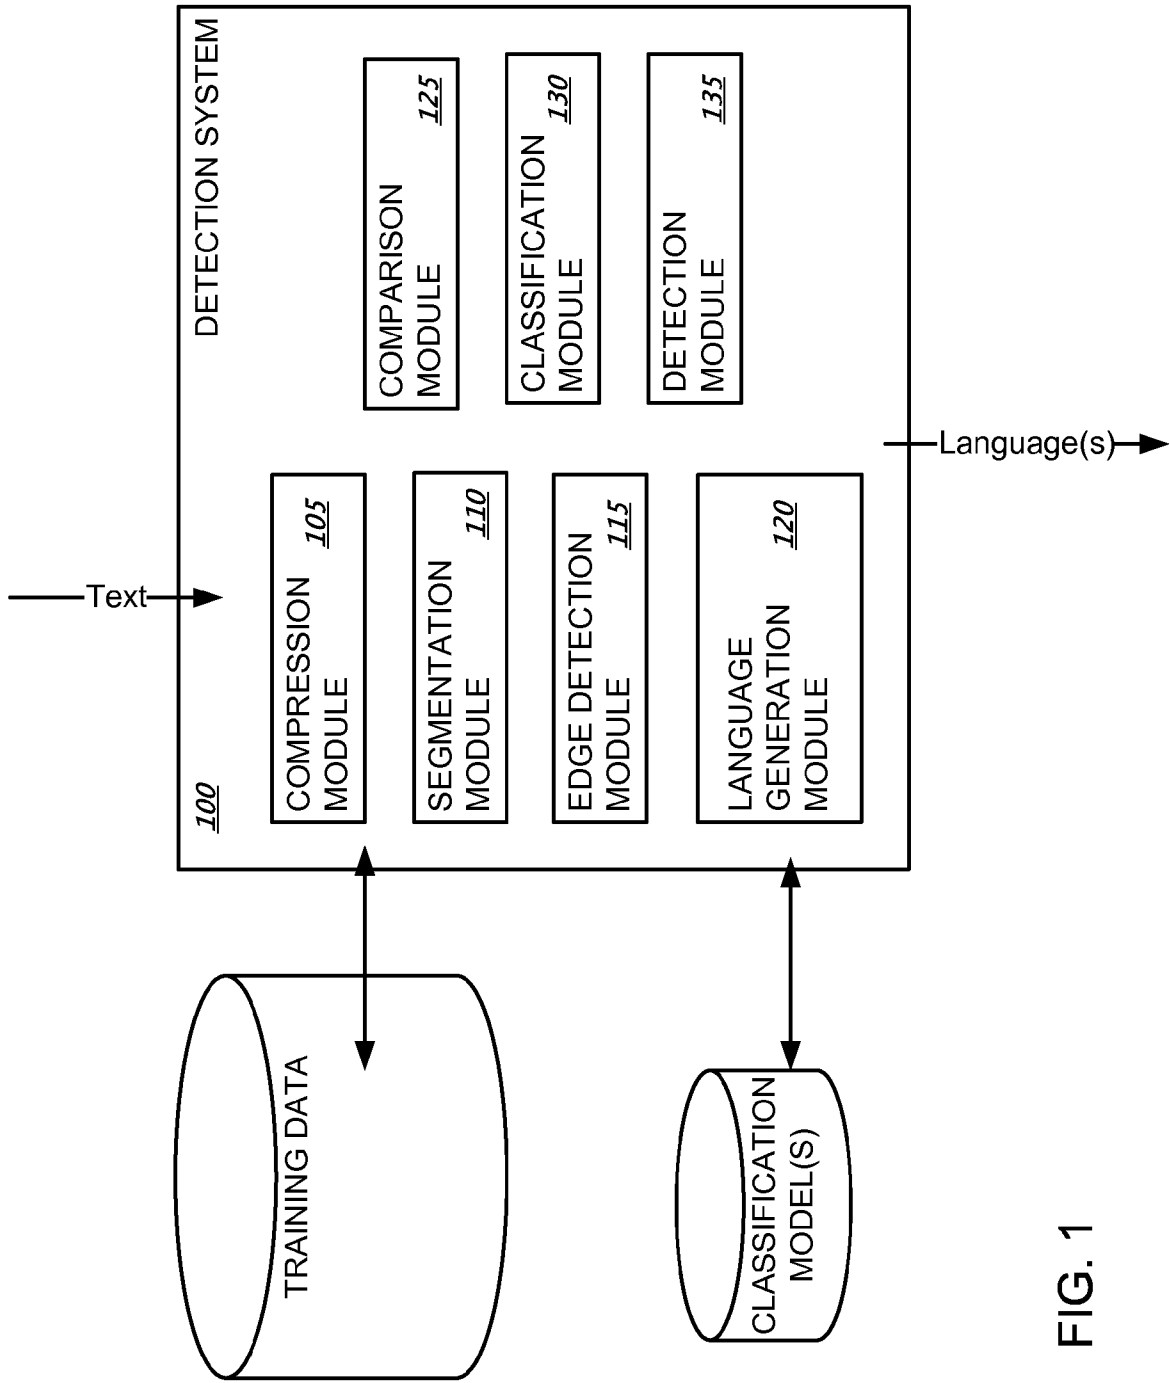 DETECTION SYSTEM
100
Text
COMPRESSION
MODULE
105
SEGMENTATION
MODULE
110
EDGE DETECTION
MODULE
115
LANGUAGE
GENERATION
MODULE
120
COMPARISON
MODULE
125
CLASSIFICATION
MODULE
130
DETECTION
MODULE
135
Language(s)
TRAINING DATA
CLASSIFICATION
MODEL(S)
FIG. 1